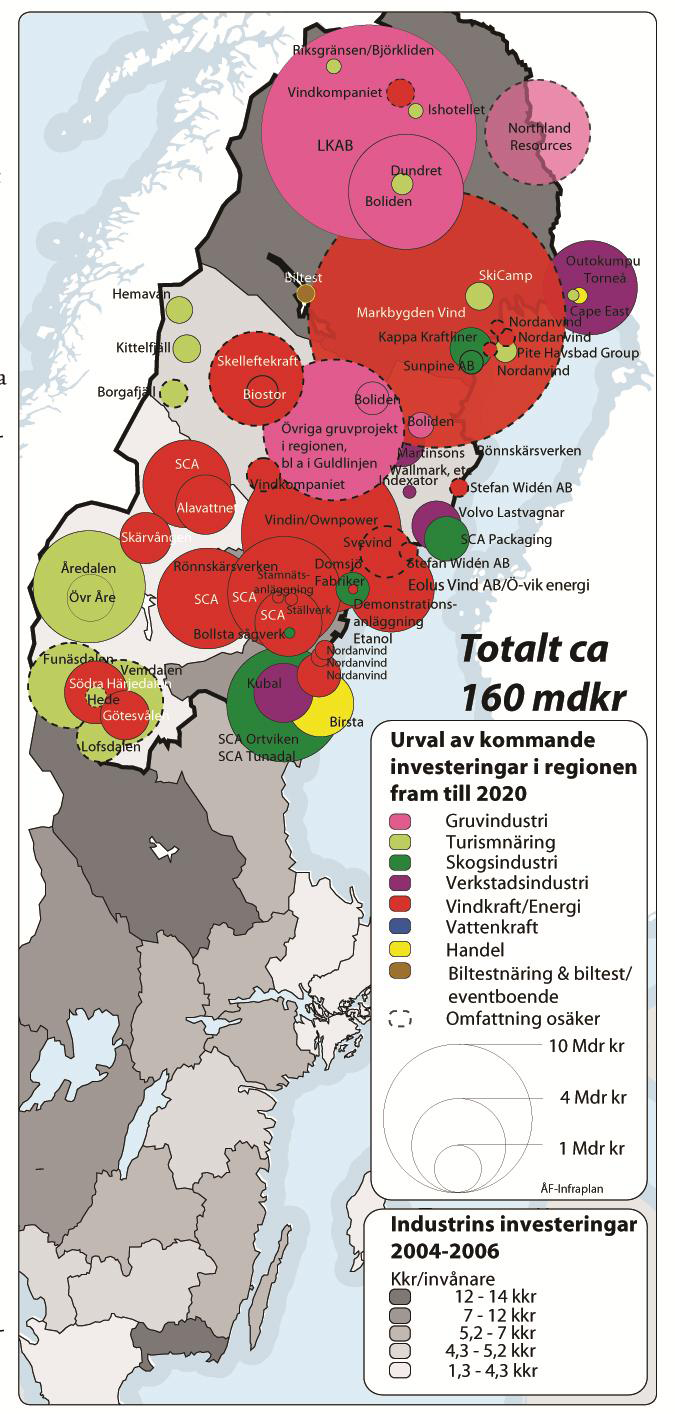 Riksgränsen/Björkliden
Vindkompaniet
Ishotellet
LKAB
Northland
Resources
Dundret
Boliden
Outokumpu
Torneå
Biltest
SkiCamp
Hemavan
Markbygden Vind
Cape East
Nordanvind
Kappa Kraftliner
Nordanvind
Kittelfjäll
Pite Havsbad Group
Skelleftekraft
Sunpine AB
Nordanvind
Borgafjäll
Biostor
Boliden
Övriga gruvprojekt
i regionen,
bl a i Guldlinjen
Boliden
Martinsons
Rönnskärsverken
SCA
Wallmark, etc
Vindkompaniet
Indexator
Stefan Widén AB
Alavattnet
Volvo Lastvagnar
Vindin/Ownpower
Skärvången
SCA Packaging
Svevind
Åredalen
Rönnskärsverken
Domsjö
Stefan Widén AB
Stamnäts-
anläggning
Fabriker
Eolus Vind AB/Ö-vik energi
Övr Åre
SCA
SCA
Ställverk
Demonstrations-
anläggning
SCA
Bollsta sågverk
Etanol
Nordanvind
Nordanvind
Nordanvind
Totalt ca
160 mdkr
Funäsdalen
Vemdalen
Södra Härjedalen
Hede
Götesvålen
Kubal
Birsta
Lofsdalen
SCA Ortviken
SCA Tunadal
Urval av kommande
investeringar i regionen
fram till 2020
Gruvindustri
Turismnäring
Skogsindustri
Verkstadsindustri
Vindkraft/Energi
Vattenkraft
Handel
Biltestnäring & biltest/
eventboende
Omfattning osäker
10 Mdr kr
4 Mdr kr
1 Mdr kr
ÅF-Infraplan
Industrins investeringar
2004-2006
Kkr/invånare
12 - 14 kkr
7 - 12 kkr
5,2 - 7 kkr
4,3 - 5,2 kkr
1,3 - 4,3 kkr